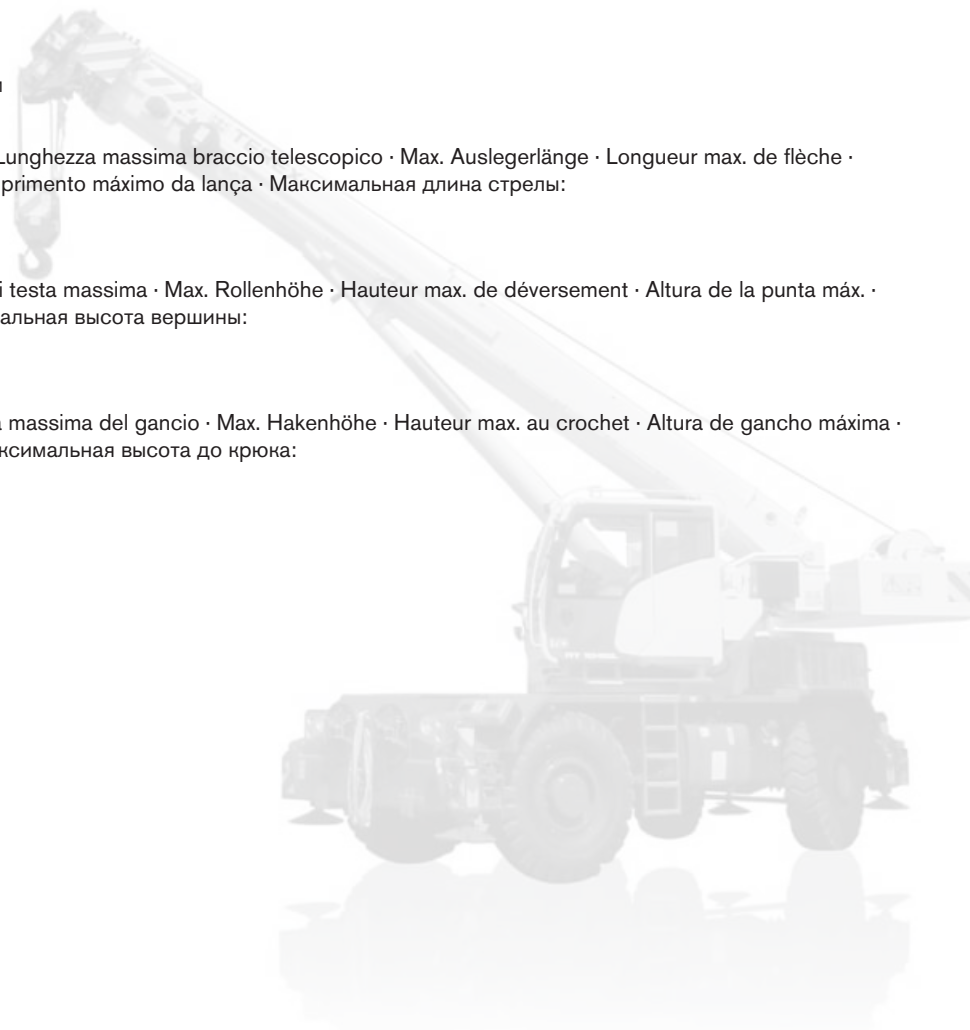 Lunghezza massima braccio telescopico · Max. Auslegerlänge · Longueur max. de flèche ·
primento máximo da lança · Максимальная длина стрелы:
i testa massima · Max. Rollenhöhe · Hauteur max. de déversement · Altura de la punta máx. ·
альная высота вершины:
massima del gancio · Max. Hakenhöhe · Hauteur max. au crochet · Altura de gancho máxima ·
ксимальная высота до крюка: